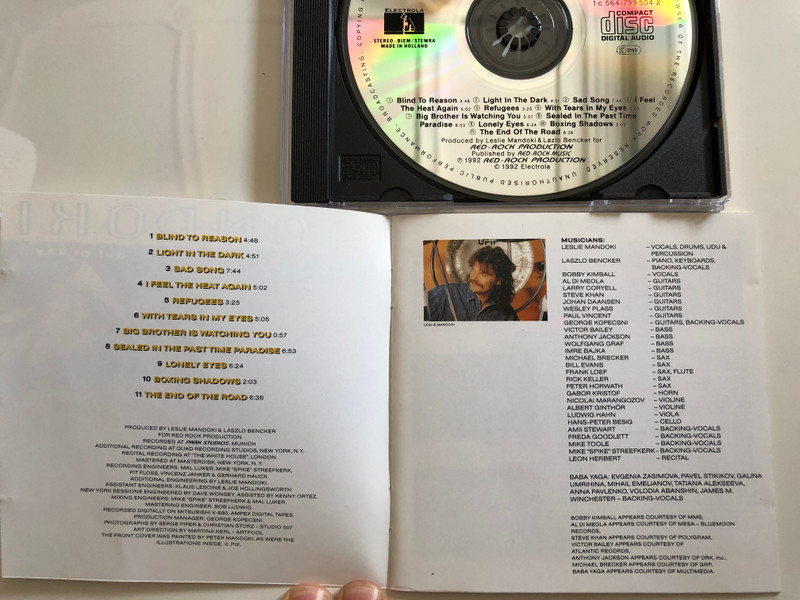 ELECTROLA
STEREO · BIEM/STEMRA
MADE IN HOLLAND
1 C 564-799 504 2
COMPACT
disc
DIGITAL AUDIO
① Blind To Reason 4:48 ② Light In The Dark 4:51 ③ Sad Song 7:44 ④ I Feel
The Heat Again 5:02 ⑤ Refugees 3:25 ⑥ With Tears In My Eyes
⑦ Big Brother Is Watching You 0:57 ⑧ Sealed In The Past Time
Paradise 6:53 ⑨ Lonely Eyes 6:24 ⑩ Boxing Shadows 2:03
⑪ The End Of The Road 6:36
Produced by Leslie Mandoki & Lazlo Bencker for
RED·ROCK PRODUCTION
Published by RED·ROCK MUSIC
℗ 1992 RED·ROCK PRODUCTION
© 1992 Electrola
OWNER OF THE RECORDED WORK RESERVED. UNAUTHORISED PUBLIC PERFORMANCE, BROADCASTING, COPYING
1 BLIND TO REASON 4:48
2 LIGHT IN THE DARK 4:51
3 SAD SONG 7:44
4 I FEEL THE HEAT AGAIN 5:02
5 REFUGEES 3:25
6 WITH TEARS IN MY EYES 5:05
7 BIG BROTHER IS WATCHING YOU 0:57
8 SEALED IN THE PAST TIME PARADISE 6:53
9 LONELY EYES 6:24
10 BOXING SHADOWS 2:03
11 THE END OF THE ROAD 6:36
PRODUCED BY LESLIE MANDOKI & LASZLO BENCKER
FOR RED ROCK PRODUCTION
RECORDED AT PARK STUDIOS, MUNICH
ADDITIONAL RECORDING AT QUAD RECORDING STUDIOS, NEW YORK, N.Y.
RECITAL RECORDING AT "THE WHITE HOUSE", LONDON.
MASTERED AT MASTERDISK, NEW YORK, N.Y.
RECORDING ENGINEERS: MAL LUKER, MIKE "SPIKE" STREEFKERK,
PIT FLOSS, VINCENZ JANKER & GERHARD HAUCK.
ADDITIONAL ENGINEERING BY LESLIE MANDOKI.
ASSISTANT ENGINEERS: KLAUS LESOINE & JOE HOLLINGSWORTH.
NEW YORK SESSIONS ENGINEERED BY DAVE WONSEY, ASSISTED BY KENNY ORTEZ.
MIXING ENGINEERS: MIKE "SPIKE" STREEFKERK & MAL LUKER.
MASTERING ENGINEER: BOB LUDWIG.
RECORDED DIGITALLY ON MITSUBISHI X-880, AMPEX DIGITAL TAPES.
PRODUCTION MANAGER: GEORGE KOPECSNI.
PHOTOGRAPHS BY SERGE PIPER & CHRISTIAN STORZ – STUDIO 507
ART DIRECTION BY MARTINA KERIL – ARTPOOL
THE FRONT COVER WAS PAINTED BY PETER MANDOKI, AS WERE THE
ILLUSTRATIONS INSIDE. © PIX
LESLIE MANDOKI
MUSICIANS:
LESLIE MANDOKI – VOCALS, DRUMS, UDU &
PERCUSSION
LASZLO BENCKER – PIANO, KEYBOARDS,
BACKING-VOCALS
BOBBY KIMBALL – VOCALS
AL DI MEOLA – GUITARS
LARRY CORYELL – GUITARS
STEVE KHAN – GUITARS
JOHAN DAANSEN – GUITARS
WESLEY PLASS – GUITARS
PAUL VINCENT – GUITARS
GEORGE KOPECSNI – GUITARS, BACKING-VOCALS
VICTOR BAILEY – BASS
ANTHONY JACKSON – BASS
WOLFGANG GRAF – BASS
IMRE BAJKA – BASS
MICHAEL BRECKER – SAX
BILL EVANS – SAX
FRANK LOEF – SAX, FLUTE
RICK KELLER – SAX
PETER HORWATH – SAX
GABOR KRISTOF – HORN
NICOLAI MARANGOZOV – VIOLINE
ALBERT GINTHÖR – VIOLINE
LUDWIG HAHN – VIOLA
HANS-PETER BESIG – CELLO
AMII STEWART – BACKING-VOCALS
FREDA GOODLETT – BACKING-VOCALS
MIKE TOOLE – BACKING-VOCALS
MIKE "SPIKE" STREEFKERK - BACKING-VOCALS
LEON HERBERT – RECITAL
BABA YAGA: EVGENIA ZASIMOVA, PAVEL STIKIKOV, GALINA
UMRIHINA, MIHAIL EMELIANOV, TATIANA ALEKSEEVA,
ANNA PAVLENKO, VOLODIA ABANSHIN, JAMES M.
WINCHESTER – BACKING-VOCALS
BOBBY KIMBALL APPEARS COURTESY OF MIMS,
AL DI MEOLA APPEARS COURTESY OF MESA – BLUEMOON
RECORDS,
STEVE KHAN APPEARS COURTESY OF POLYGRAM,
VICTOR BAILEY APPEARS COURTESY OF
ATLANTIC RECORDS,
ANTHONY JACKSON APPEARS COURTESY OF DRK, Inc.,
MICHAEL BRECKER APPEARS COURTESY OF GRP.
BABA YAGA APPEARS COURTESY OF MULTIMEDIA.